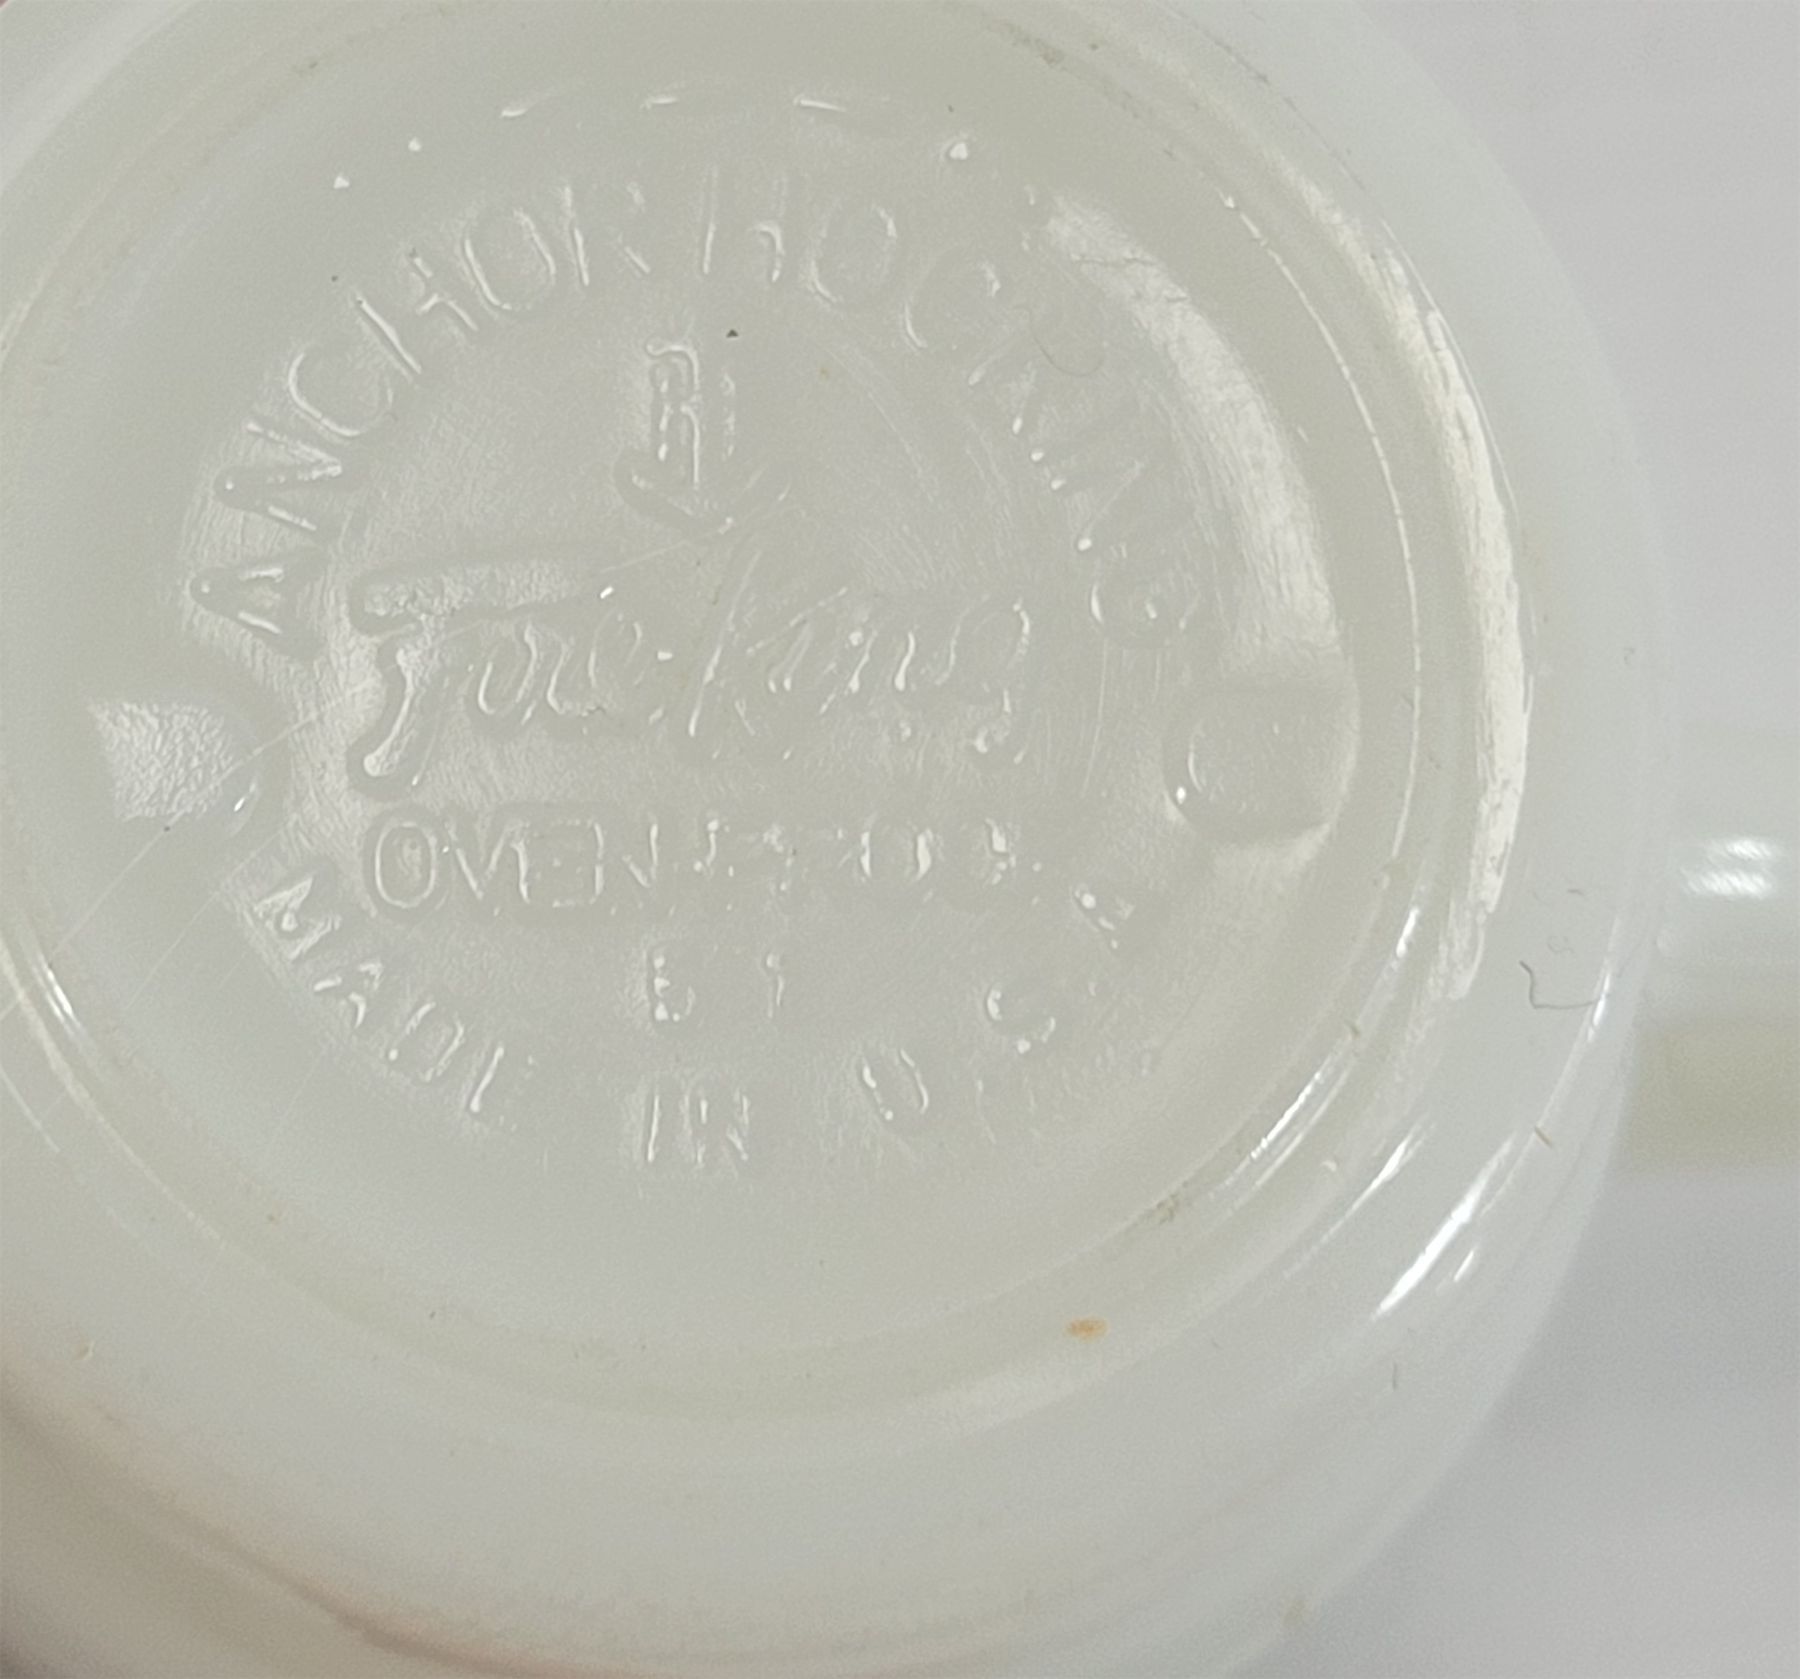 ANCHOR HOCKING
Fire-King
OVEN-PROOF
MADE IN U S A